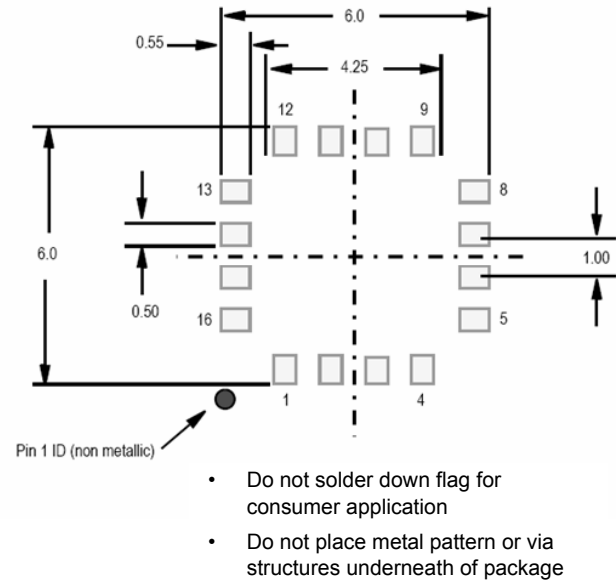 6.0
0.55
4.25
12
9
13
8
6.0
1.00
0.50
16
5
1
4
Pin 1 ID (non metallic)
• Do not solder down flag for
consumer application
• Do not place metal pattern or via
structures underneath of package